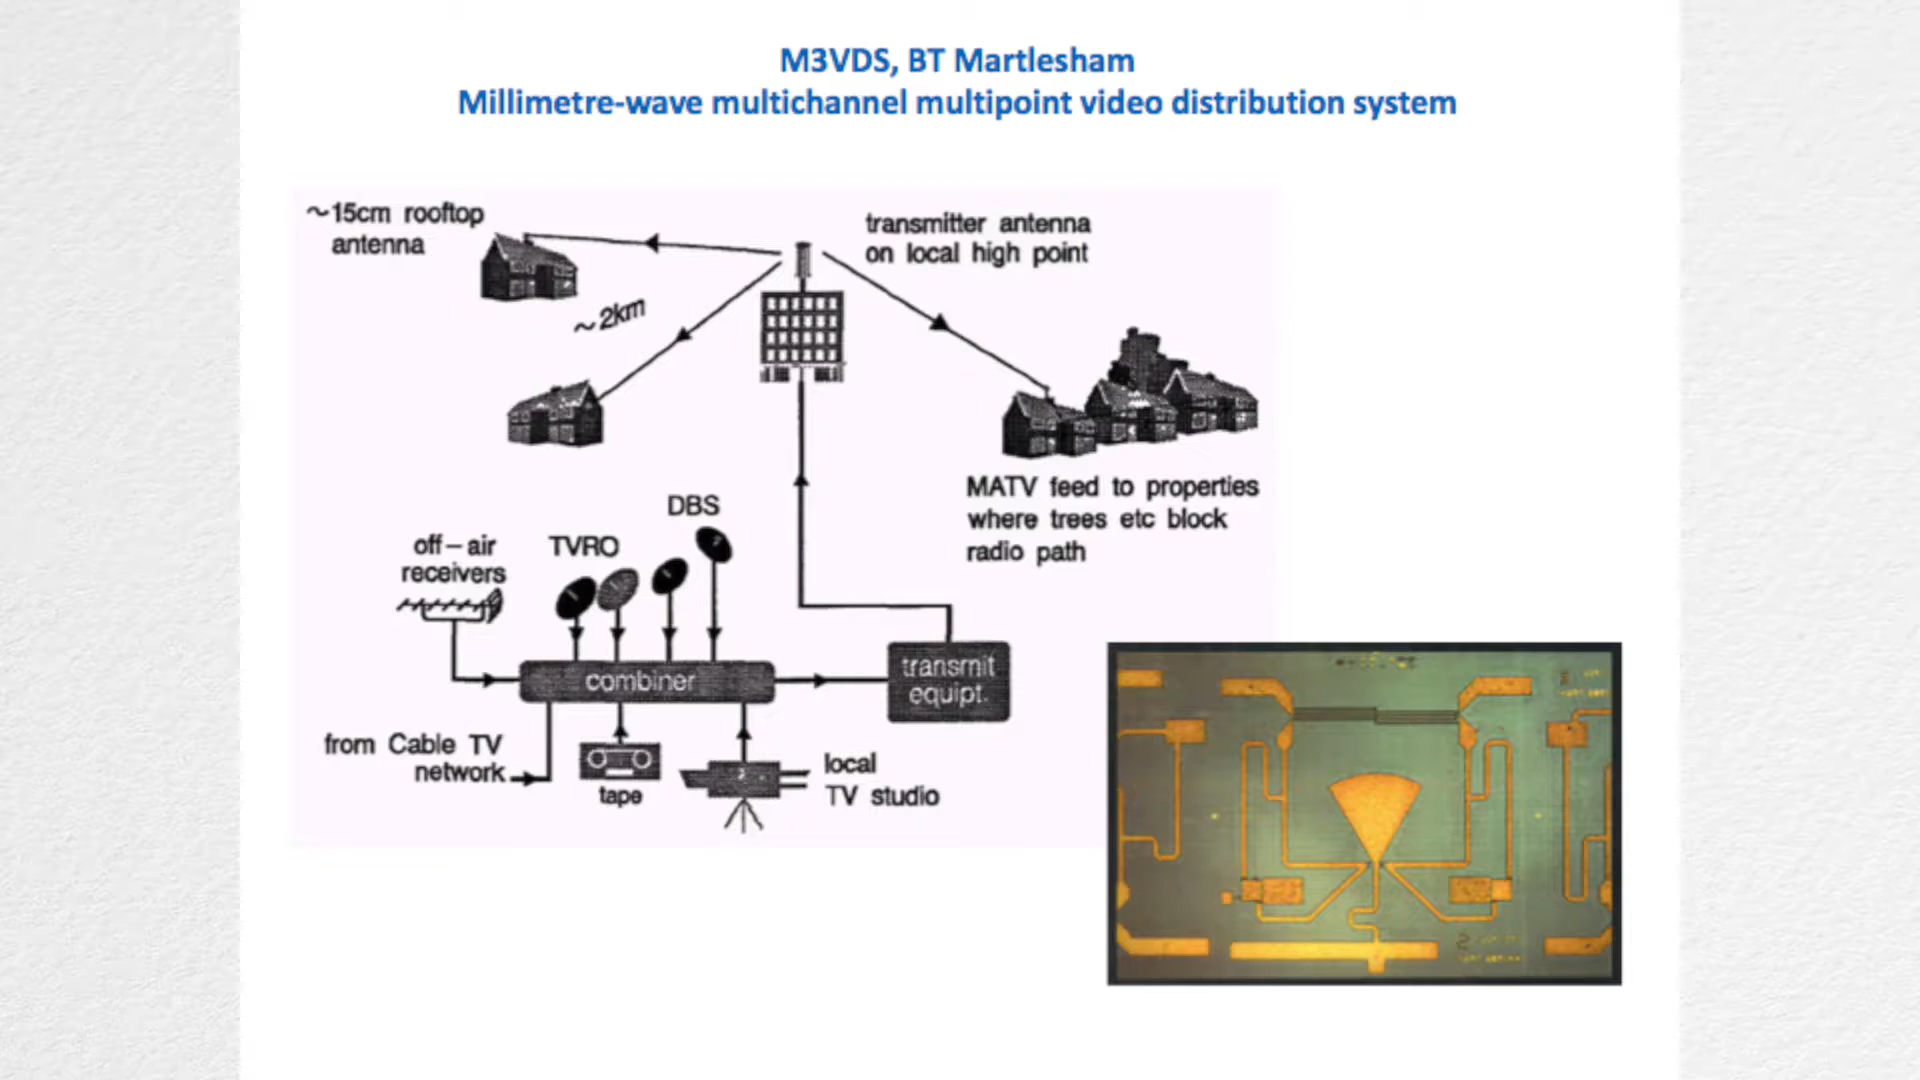 M3VDS, BT Martlesham
Millimetre-wave multichannel multipoint video distribution system
~15cm rooftop
antenna
transmitter antenna
on local high point
~2km
MATV feed to properties
where trees etc block
radio path
DBS
off-air
receivers
TVRO
combiner
transmit
equipt.
from Cable TV
network
tape
local
TV studio
2